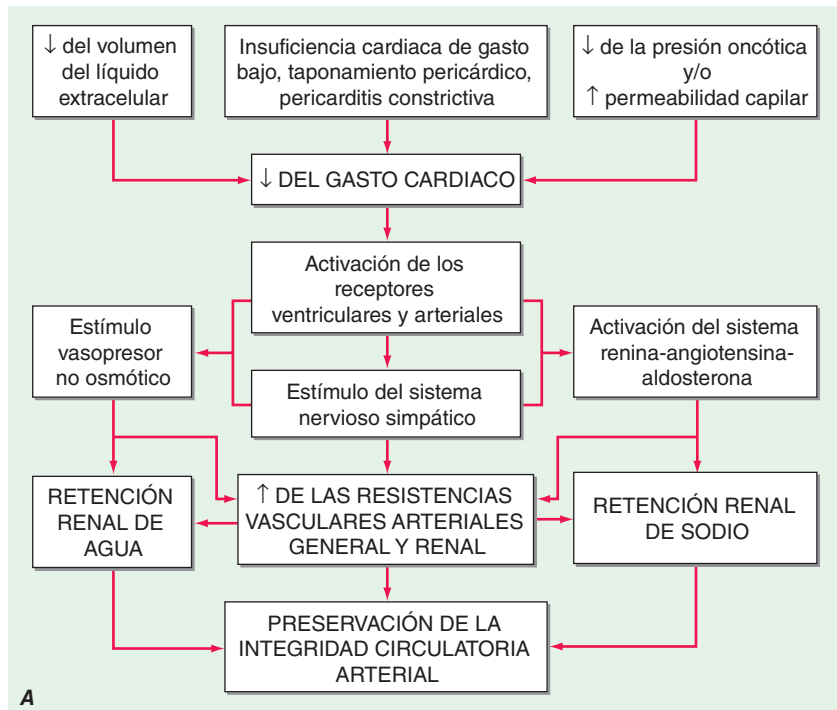 ↓ del volumen
del líquido
extracelular
Insuficiencia cardiaca de gasto
bajo, taponamiento pericárdico,
pericarditis constrictiva
↓ de la presión oncótica
y/o
↑ permeabilidad capilar
↓ DEL GASTO CARDIACO
Activación de los
receptores
ventriculares y arteriales
Estímulo
vasopresor
no osmótico
Activación del sistema
renina-angiotensina-
aldosterona
Estímulo del sistema
nervioso simpático
RETENCIÓN
RENAL DE
AGUA
↑ DE LAS RESISTENCIAS
VASCULARES ARTERIALES
GENERAL Y RENAL
RETENCIÓN RENAL
DE SODIO
PRESERVACIÓN DE LA
INTEGRIDAD CIRCULATORIA
ARTERIAL
A